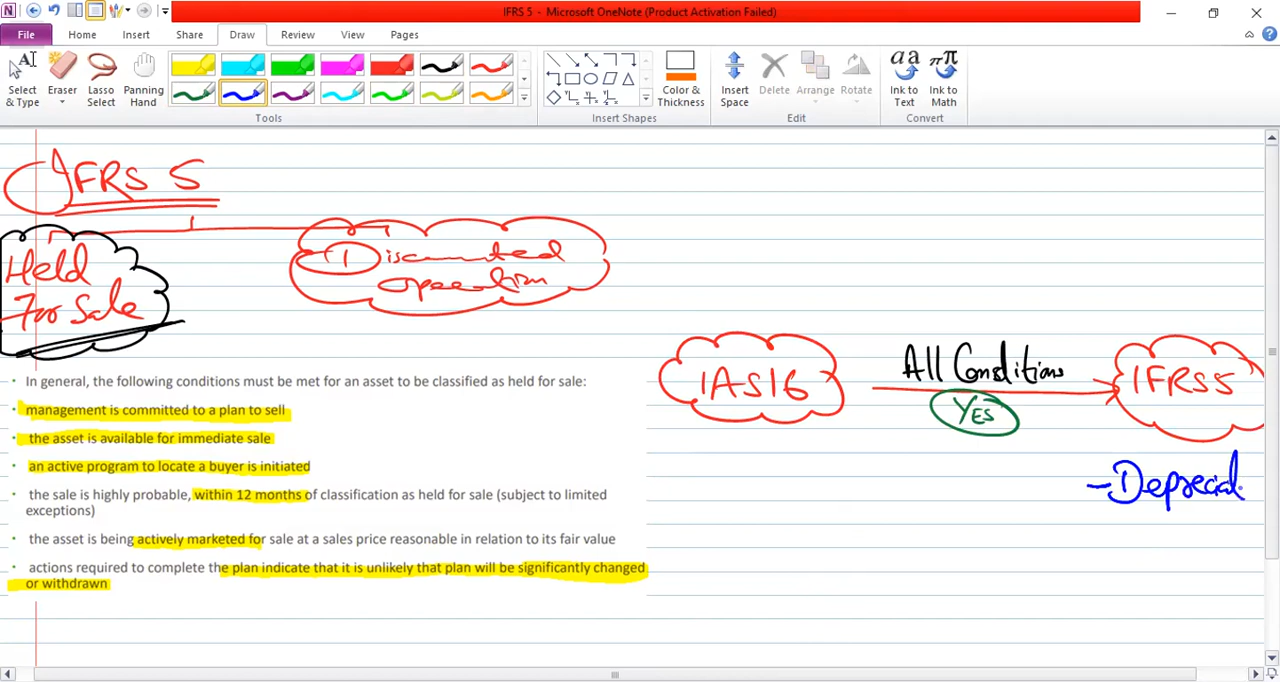 IFRS 5 - Microsoft OneNote (Product Activation Failed)
File Home Insert Share Draw Review View Pages
Select & Type
Eraser
Lasso Select
Panning Hand
Color & Thickness
Insert Space
Delete
Arrange
Rotate
Ink to Text
Ink to Math
Tools
Insert Shapes
Edit
Convert
IFRS 5
Held
For Sale
Discounted
operation
• In general, the following conditions must be met for an asset to be classified as held for sale:
• management is committed to a plan to sell
• the asset is available for immediate sale
• an active program to locate a buyer is initiated
• the sale is highly probable, within 12 months of classification as held for sale (subject to limited
exceptions)
• the asset is being actively marketed for sale at a sales price reasonable in relation to its fair value
• actions required to complete the plan indicate that it is unlikely that plan will be significantly changed
or withdrawn
IAS16
All Conditions
YES
IFRS5
- Depreciat